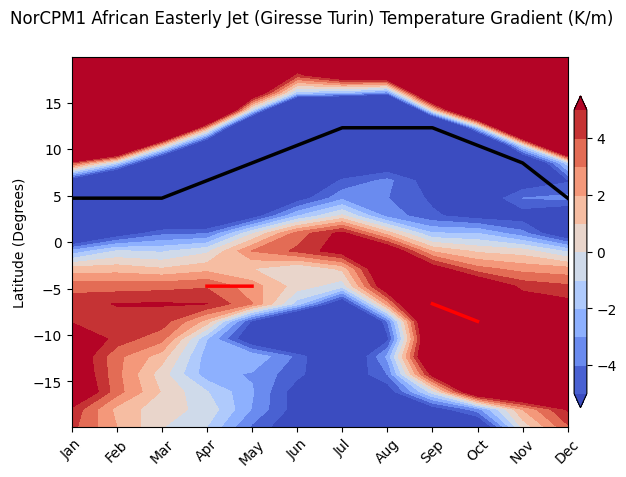 NorCPM1 African Easterly Jet (Giresse Turin) Temperature Gradient (K/m)
Latitude (Degrees)
15
10
5
0
−5
−10
−15
Jan
Feb
Mar
Apr
May
Jun
Jul
Aug
Sep
Oct
Nov
Dec
4
2
0
−2
−4